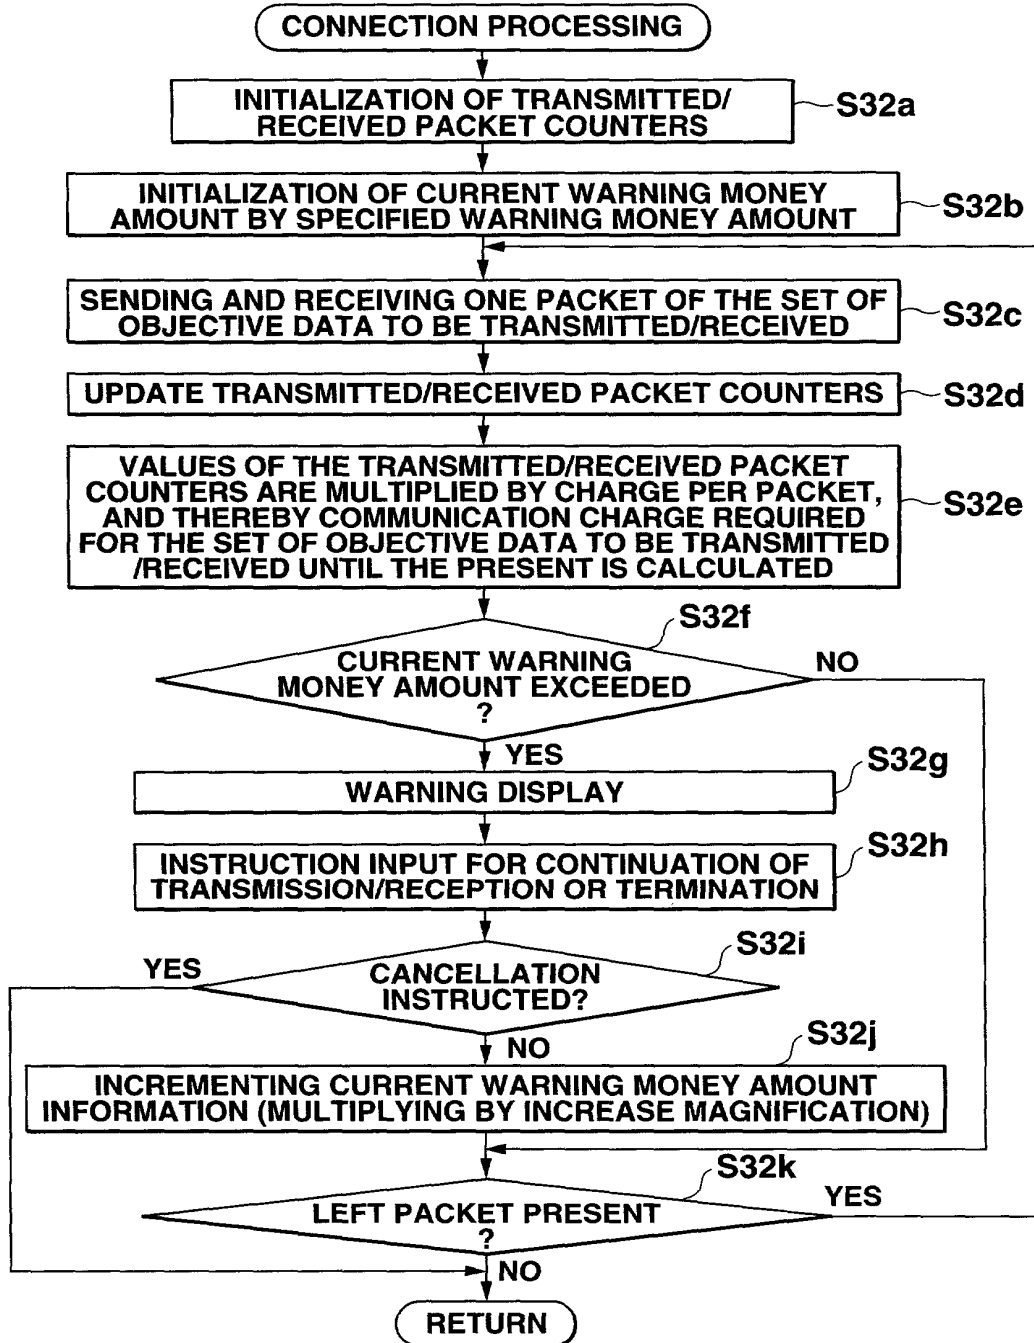 CONNECTION PROCESSING
INITIALIZATION OF TRANSMITTED/
RECEIVED PACKET COUNTERS
S32a
INITIALIZATION OF CURRENT WARNING MONEY
AMOUNT BY SPECIFIED WARNING MONEY AMOUNT
S32b
SENDING AND RECEIVING ONE PACKET OF THE SET OF
OBJECTIVE DATA TO BE TRANSMITTED/RECEIVED
S32c
UPDATE TRANSMITTED/RECEIVED PACKET COUNTERS
S32d
VALUES OF THE TRANSMITTED/RECEIVED PACKET
COUNTERS ARE MULTIPLIED BY CHARGE PER PACKET,
AND THEREBY COMMUNICATION CHARGE REQUIRED
FOR THE SET OF OBJECTIVE DATA TO BE TRANSMITTED
/RECEIVED UNTIL THE PRESENT IS CALCULATED
S32e
S32f
CURRENT WARNING
MONEY AMOUNT EXCEEDED
?
NO
YES
S32g
WARNING DISPLAY
S32h
INSTRUCTION INPUT FOR CONTINUATION OF
TRANSMISSION/RECEPTION OR TERMINATION
S32i
YES
CANCELLATION
INSTRUCTED?
NO
S32j
INCREMENTING CURRENT WARNING MONEY AMOUNT
INFORMATION (MULTIPLYING BY INCREASE MAGNIFICATION)
S32k
LEFT PACKET PRESENT
?
YES
NO
RETURN